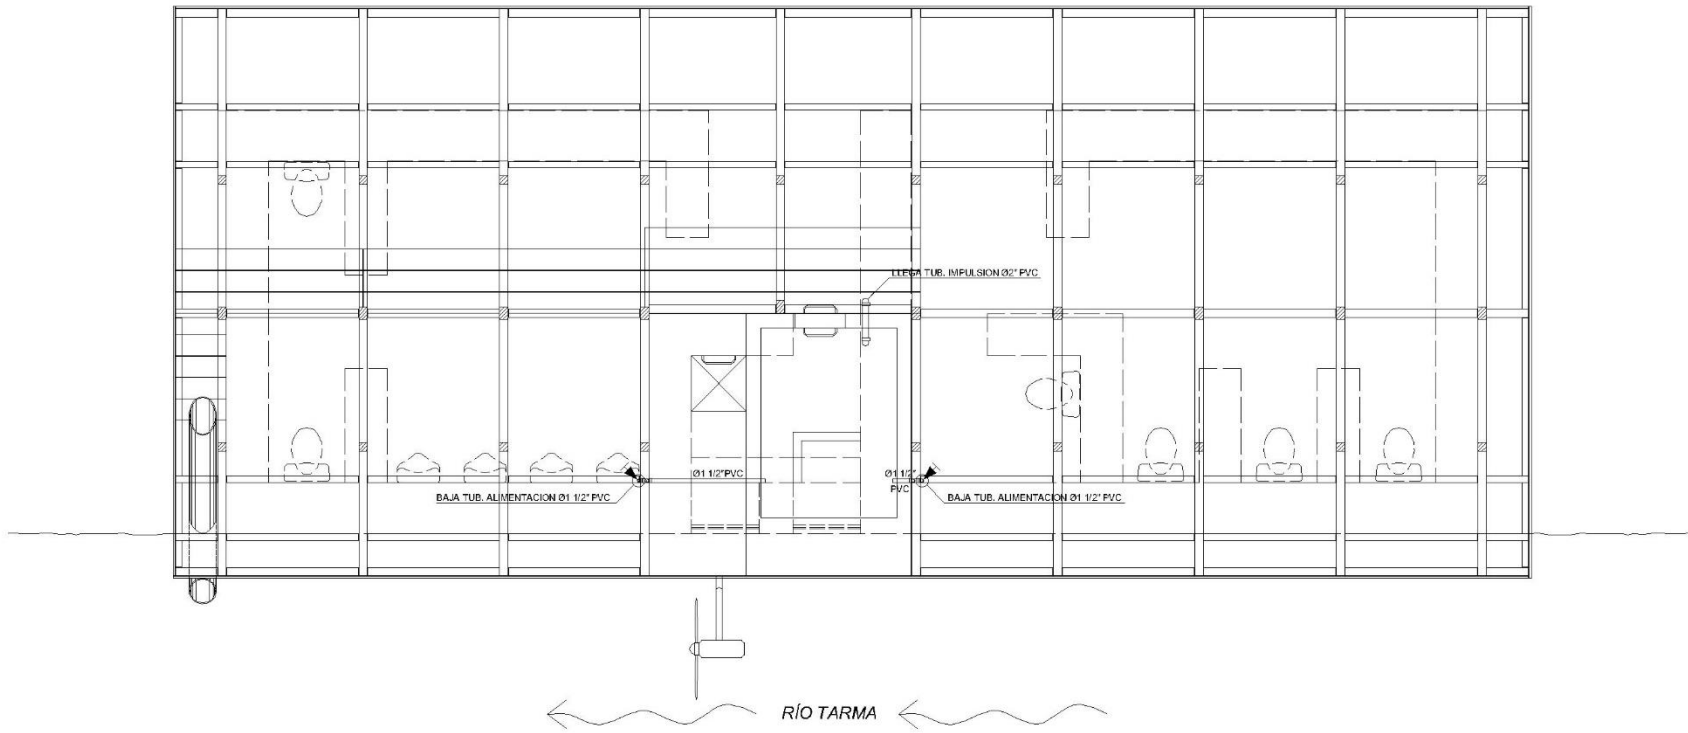 LLEGA TUB. IMPULSION Ø2" PVC
Ø1 1/2"PVC
Ø1 1/2"
PVC
BAJA TUB. ALIMENTACION Ø1 1/2" PVC
BAJA TUB. ALIMENTACION Ø1 1/2" PVC
RÍO TARMA